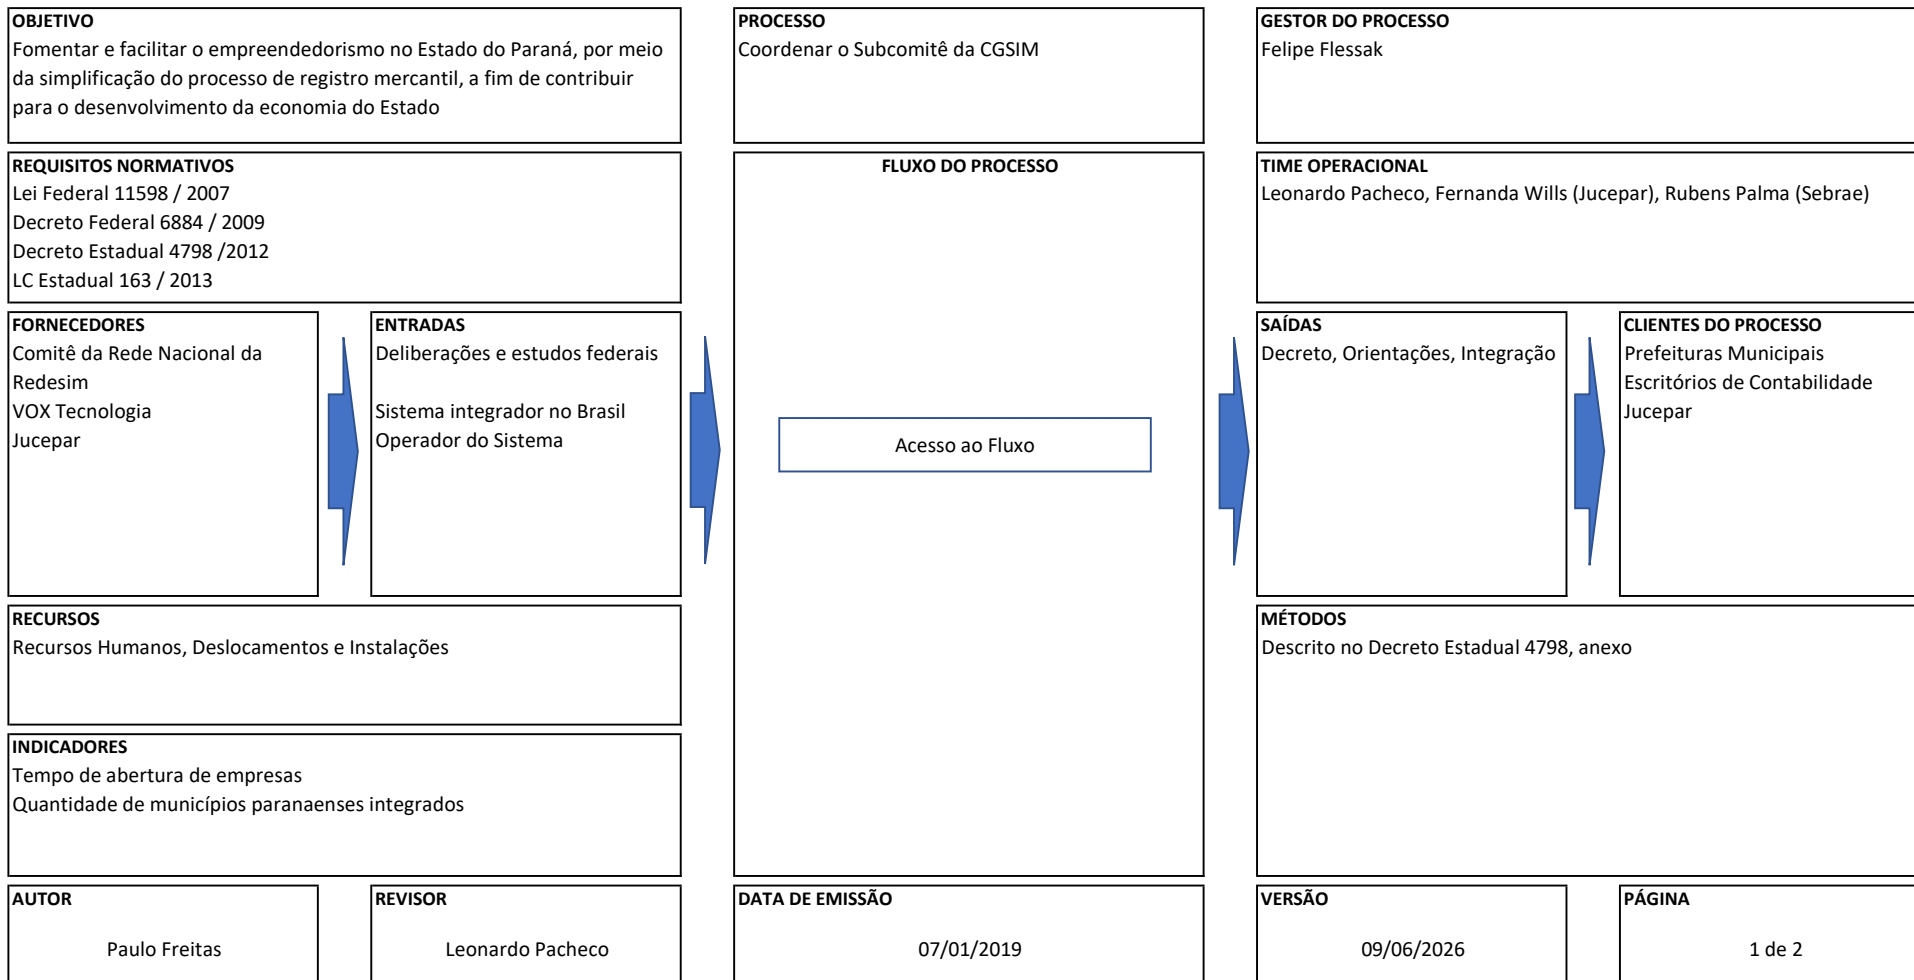 OBJETIVO
Fomentar e facilitar o empreendedorismo no Estado do Paraná, por meio
da simplificação do processo de registro mercantil, a fim de contribuir
para o desenvolvimento da economia do Estado
PROCESSO
Coordenar o Subcomitê da CGSIM
GESTOR DO PROCESSO
Felipe Flessak
REQUISITOS NORMATIVOS
Lei Federal 11598 / 2007
Decreto Federal 6884 / 2009
Decreto Estadual 4798 /2012
LC Estadual 163 / 2013
FLUXO DO PROCESSO
TIME OPERACIONAL
Leonardo Pacheco, Fernanda Wills (Jucepar), Rubens Palma (Sebrae)
FORNECEDORES
Comitê da Rede Nacional da
Redesim
VOX Tecnologia
Jucepar
ENTRADAS
Deliberações e estudos federais
Sistema integrador no Brasil
Operador do Sistema
Acesso ao Fluxo
SAÍDAS
Decreto, Orientações, Integração
CLIENTES DO PROCESSO
Prefeituras Municipais
Escritórios de Contabilidade
Jucepar
RECURSOS
Recursos Humanos, Deslocamentos e Instalações
MÉTODOS
Descrito no Decreto Estadual 4798, anexo
INDICADORES
Tempo de abertura de empresas
Quantidade de municípios paranaenses integrados
AUTOR
Paulo Freitas
REVISOR
Leonardo Pacheco
DATA DE EMISSÃO
07/01/2019
VERSÃO
09/06/2026
PÁGINA
1 de 2